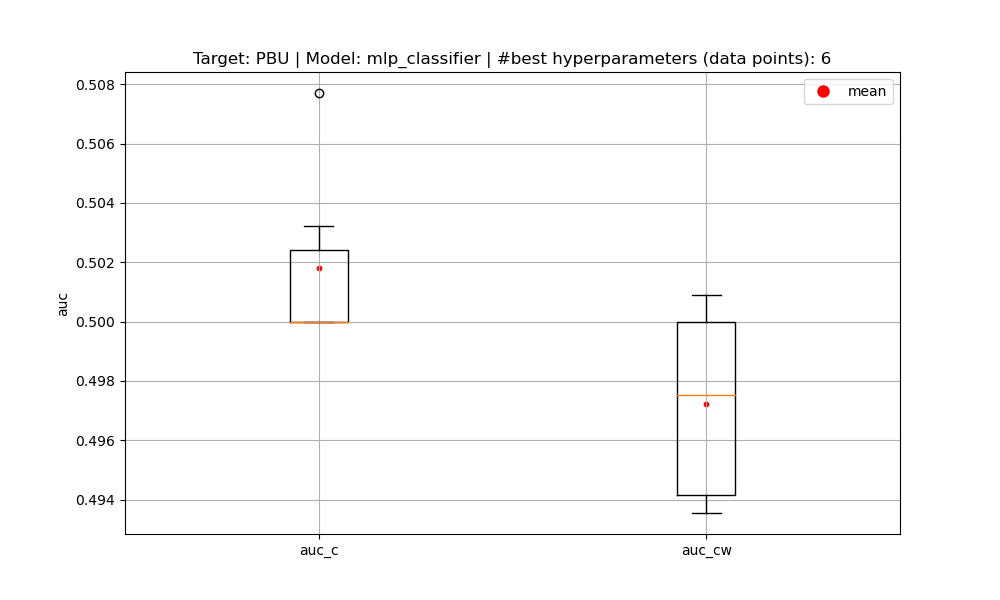 Target: PBU | Model: mlp_classifier | #best hyperparameters (data points): 6
mean
0.508
0.506
0.504
0.502
0.500
0.498
0.496
0.494
auc
auc_c
auc_cw